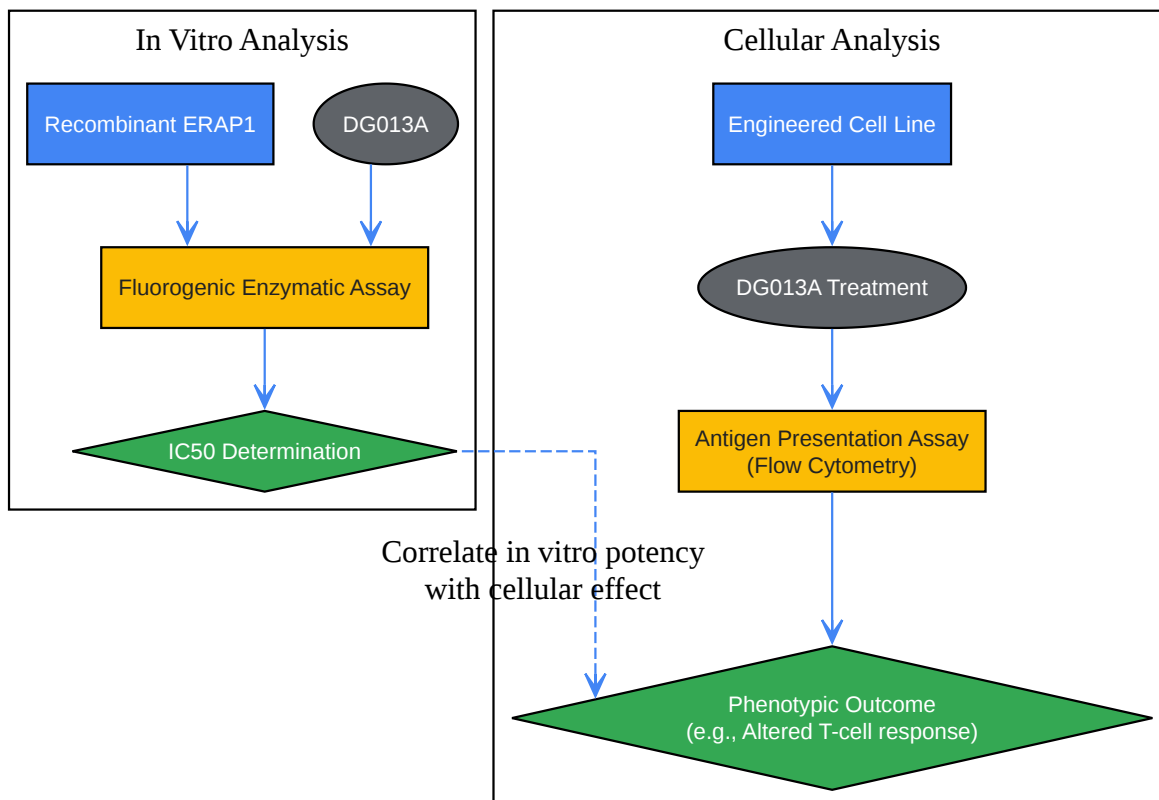 In Vitro Analysis
Recombinant ERAP1
DG013A
Fluorogenic Enzymatic Assay
IC50 Determination
Correlate in vitro potency
with cellular effect
Cellular Analysis
Engineered Cell Line
DG013A Treatment
Antigen Presentation Assay
(Flow Cytometry)
Phenotypic Outcome
(e.g., Altered T-cell response)